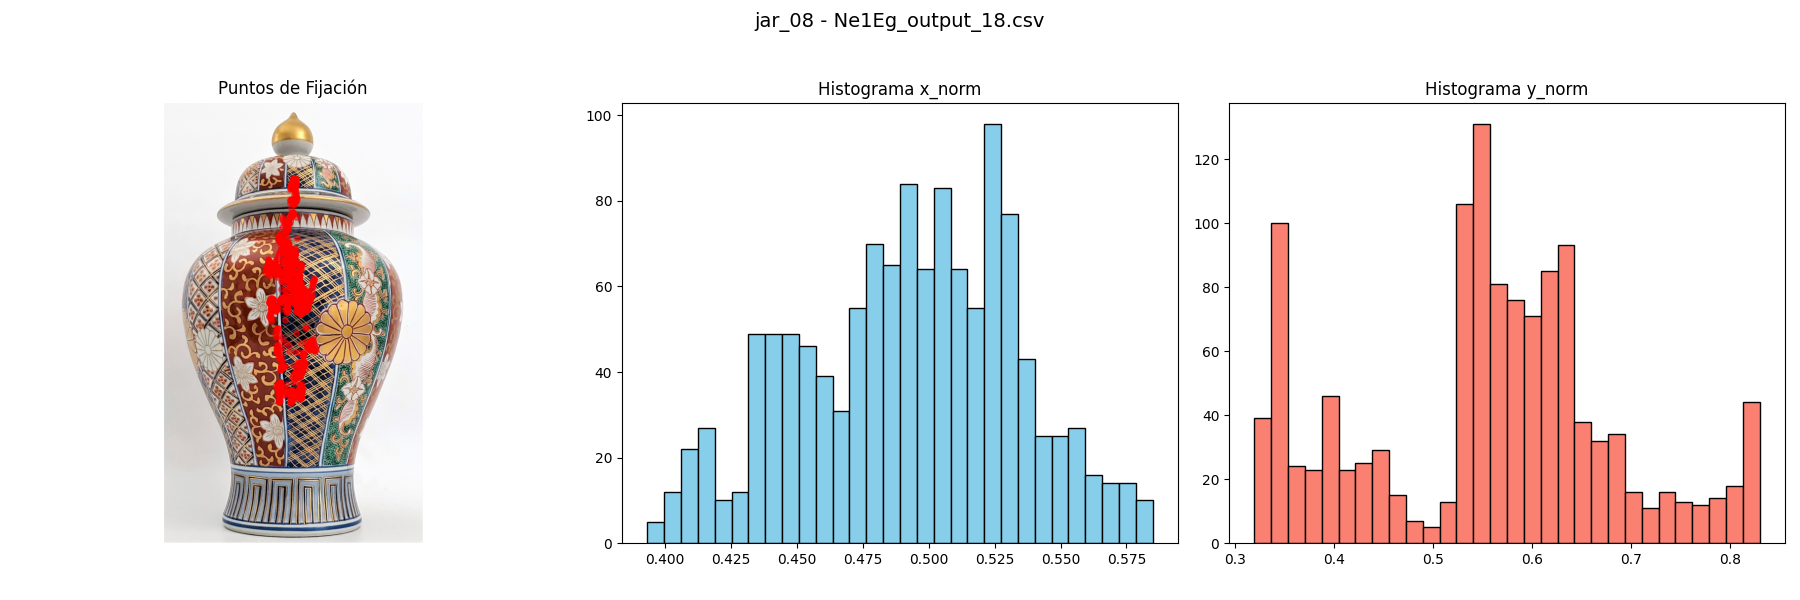 jar_08 - Ne1Eg_output_18.csv
Puntos de Fijación
Histograma x_norm
100
80
60
40
20
0
0.400 0.425 0.450 0.475 0.500 0.525 0.550 0.575
Histograma y_norm
120
100
80
60
40
20
0
0.3 0.4 0.5 0.6 0.7 0.8